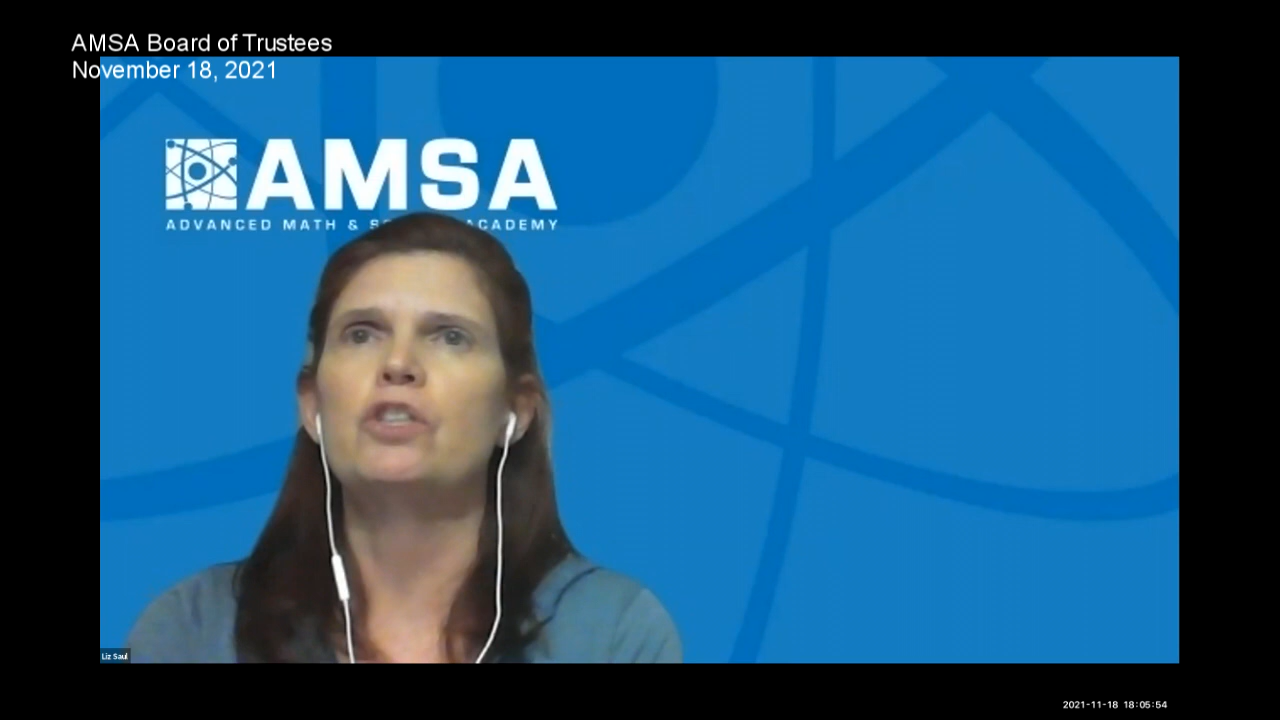 AMSA Board of Trustees
November 18, 2021
AMSA
ADVANCED MATH & ACADEMY
Liz Saul
2021-11-18 18:05:54